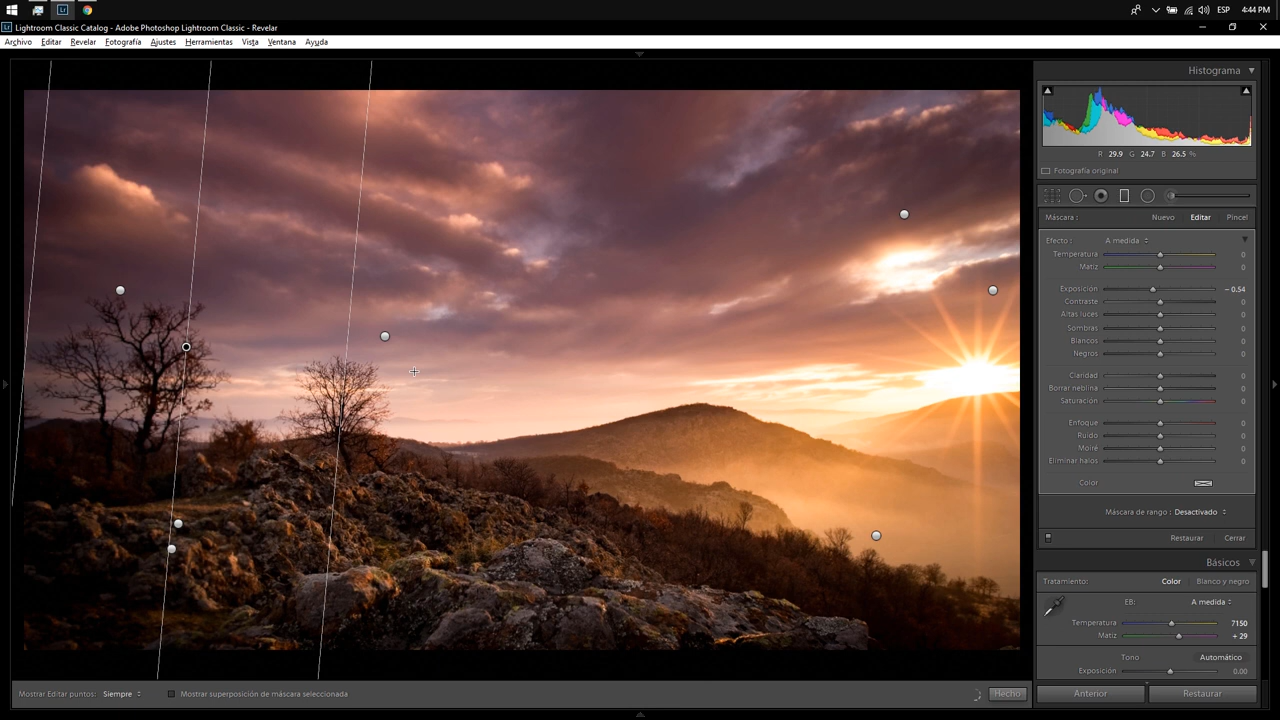 ESP 4:44 PM
Lightroom Classic Catalog - Adobe Photoshop Lightroom Classic - Revelar
Archivo Editar Revelar Fotografía Ajustes Herramientas Vista Ventana Ayuda
Histograma
R 29.9 G 24.7 B 26.5 %
Fotografía original
Máscara : Nuevo Editar Pincel
Efecto : A medida
Temperatura 0
Matiz 0
Exposición – 0.54
Contraste 0
Altas luces 0
Sombras 0
Blancos 0
Negros 0
Claridad 0
Borrar neblina 0
Saturación 0
Enfoque 0
Ruido 0
Moiré 0
Eliminar halos 0
Color
Máscara de rango : Desactivado
Restaurar Cerrar
Básicos
Tratamiento: Color Blanco y negro
EB: A medida
Temperatura 7150
Matiz + 29
Tono Automático
Exposición 0.00
Mostrar Editar puntos: Siempre Mostrar superposición de máscara seleccionada Hecho Anterior Restaurar